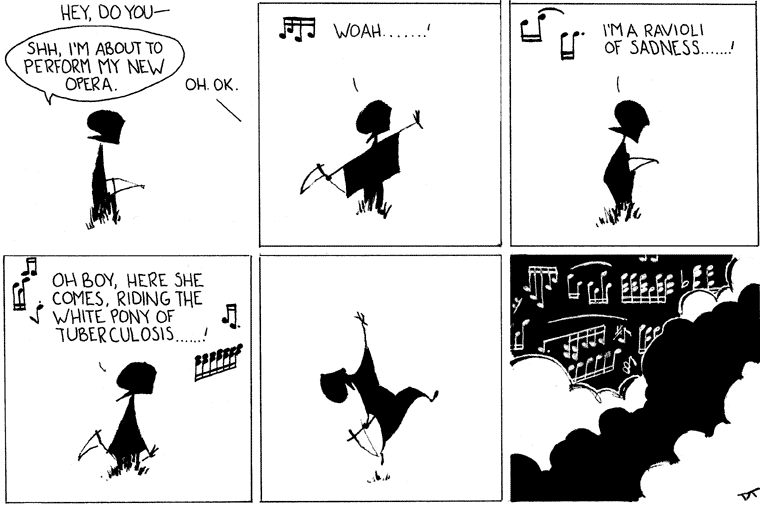 HEY, DO YOU—
SHH, I'M ABOUT TO
PERFORM MY NEW
OPERA.
OH. OK.
WOAH.......!
I'M A RAVIOLI
OF SADNESS......!
OH BOY, HERE SHE
COMES, RIDING THE
WHITE PONY OF
TUBERCULOSIS......!
DT